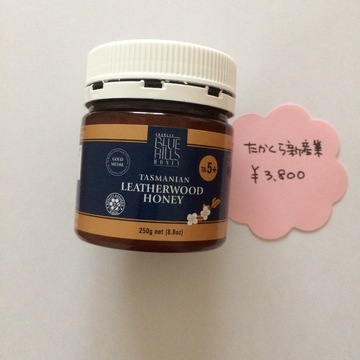 BLUE
HILLS
HONEY
GOLD
MEDAL
TA 5+
TASMANIAN
LEATHERWOOD
HONEY
250g net (8.8oz)
たから新産業
¥3,800